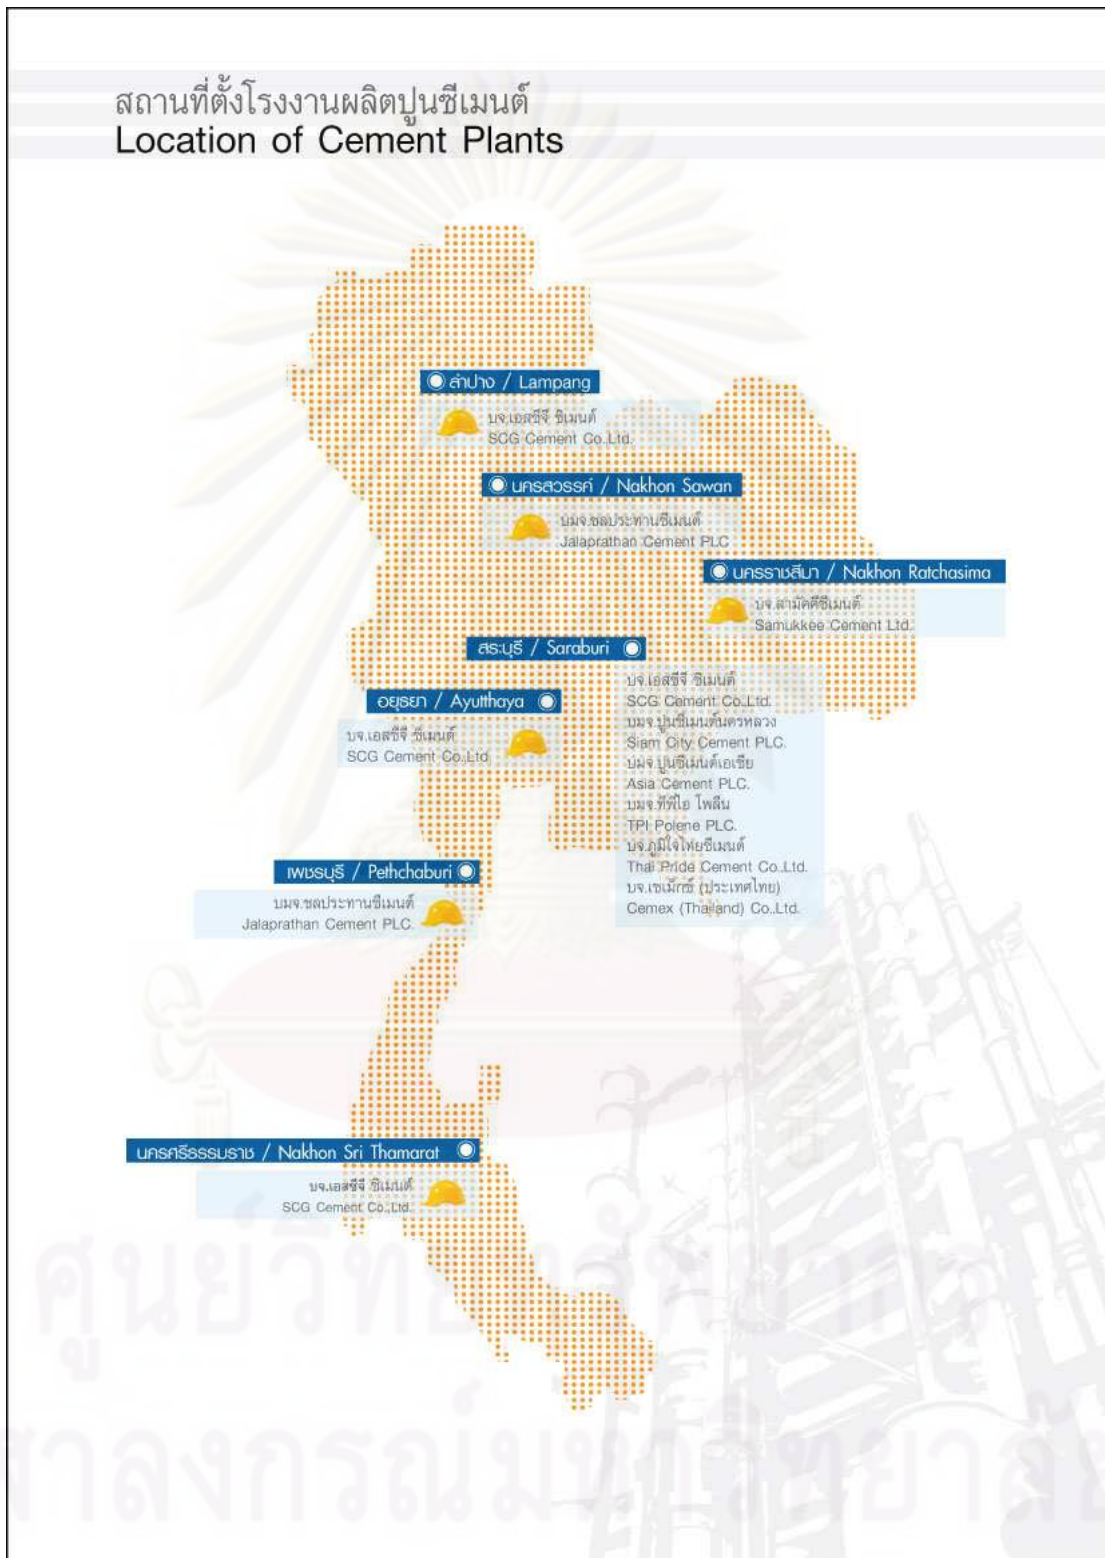 สถานที่ตั้งโรงงานผลิตปูนซีเมนต์
Location of Cement Plants
ลำปาง / Lampang
บจ.เอสซีจี ซิเมนต์
SCG Cement Co.,Ltd.
นครสวรรค์ / Nakhon Sawan
บมจ.ชลประทานซีเมนต์
Jalaprathan Cement PLC
นครราชสีมา / Nakhon Ratchasima
บจ.สามัคคีซีเมนต์
Samukkee Cement Ltd.
สระบุรี / Saraburi
บจ.เอสซีจี ซิเมนต์
SCG Cement Co.,Ltd.
บมจ.ปูนซีเมนต์นครหลวง
Siam City Cement PLC.
บมจ.ปูนซีเมนต์เอเชีย
Asia Cement PLC.
บมจ.ทีพีไอ โพลีน
TPI Polene PLC.
บจ.ภูมิใจไทยซีเมนต์
Thai Pride Cement Co.,Ltd.
บจ.เซเม็กซ์ (ประเทศไทย)
Cemex (Thailand) Co.,Ltd.
อยุธยา / Ayutthaya
บจ.เอสซีจี ซิเมนต์
SCG Cement Co.,Ltd
เพชรบุรี / Pethchaburi
บมจ.ชลประทานซีเมนต์
Jalaprathan Cement PLC.
นครศรีธรรมราช / Nakhon Sri Thamarat
บจ.เอสซีจี ซิเมนต์
SCG Cement Co.,Ltd.